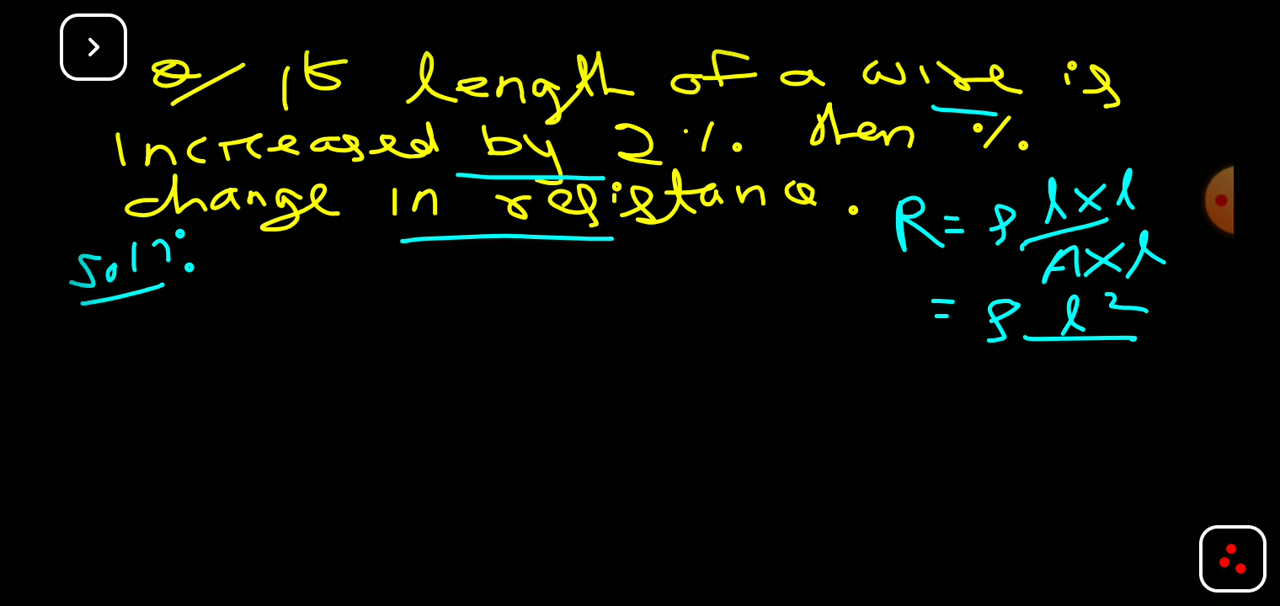 Q/ If length of a wire is
increased by 2%. then %
change in resistance.
Soln:
R = ρ l×l / A×l
= ρ l²